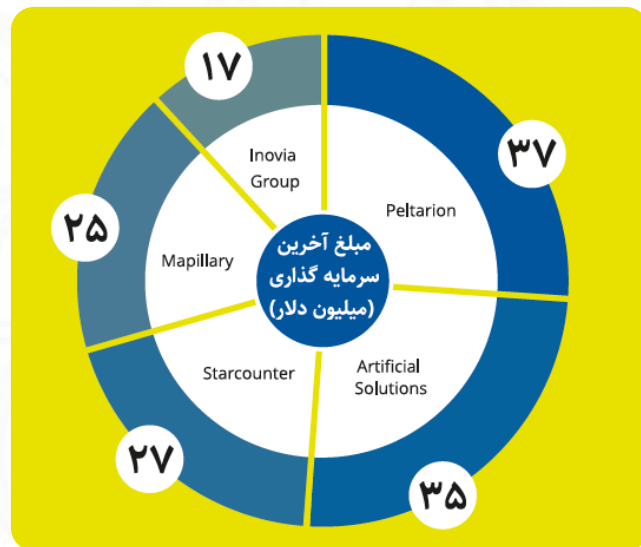 مبلغ آخرین
سرمایه گذاری
(میلیون دلار)
۳۷
Peltarion
۳۵
Artificial
Solutions
۲۷
Starcounter
۲۵
Mapillary
۱۷
Inovia
Group